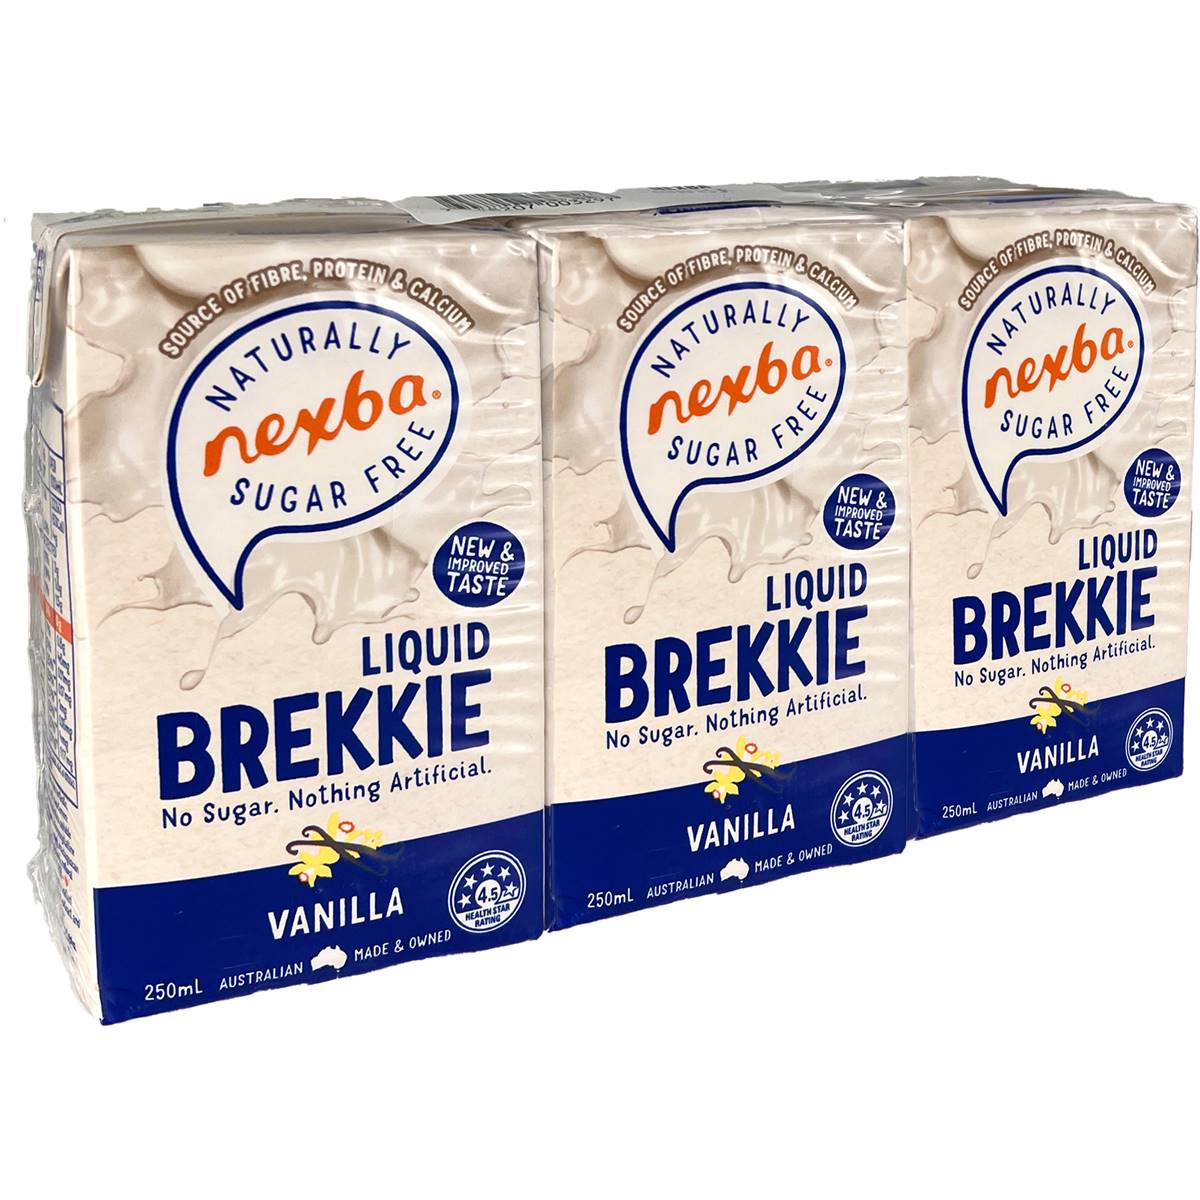 NEXBA
SOURCE OF FIBRE, PROTEIN & CALCIUM
NATURALLY
nexba®
SUGAR FREE
NEW &
IMPROVED
TASTE
LIQUID
BREKKIE
No Sugar. Nothing Artificial.
VANILLA
4.5
HEALTH STAR
RATING
250mL AUSTRALIAN MADE & OWNED
SOURCE OF FIBRE, PROTEIN & CALCIUM
NATURALLY
nexba®
SUGAR FREE
NEW &
IMPROVED
TASTE
LIQUID
BREKKIE
No Sugar. Nothing Artificial.
VANILLA
4.5
HEALTH STAR
RATING
250mL AUSTRALIAN MADE & OWNED
SOURCE OF FIBRE, PROTEIN & CALCIUM
NATURALLY
nexba®
SUGAR FREE
NEW &
IMPROVED
TASTE
LIQUID
BREKKIE
No Sugar. Nothing Artificial.
VANILLA
4.5
HEALTH STAR
RATING
250mL AUSTRALIAN MADE & OWNED